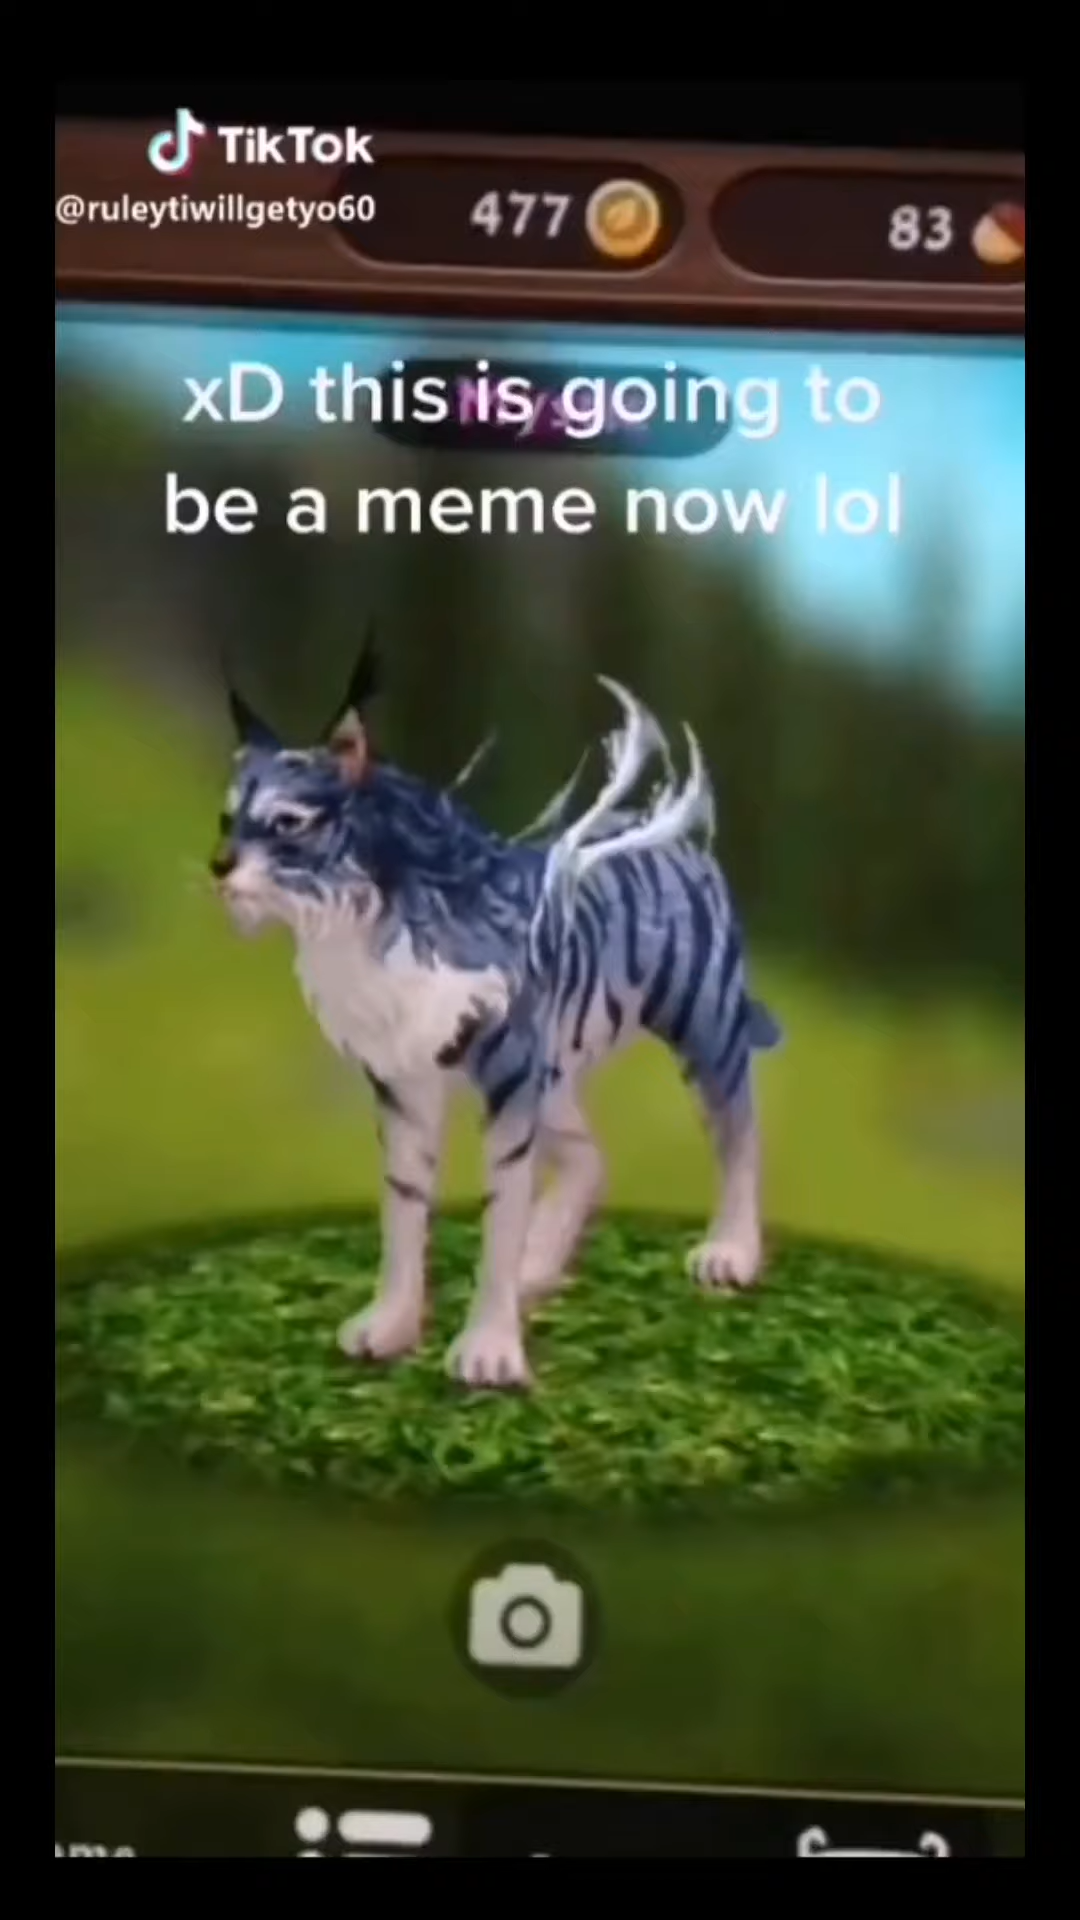 TikTok
@ruleytiwillgetyo60
477
83
xD this is going to
be a meme now lol